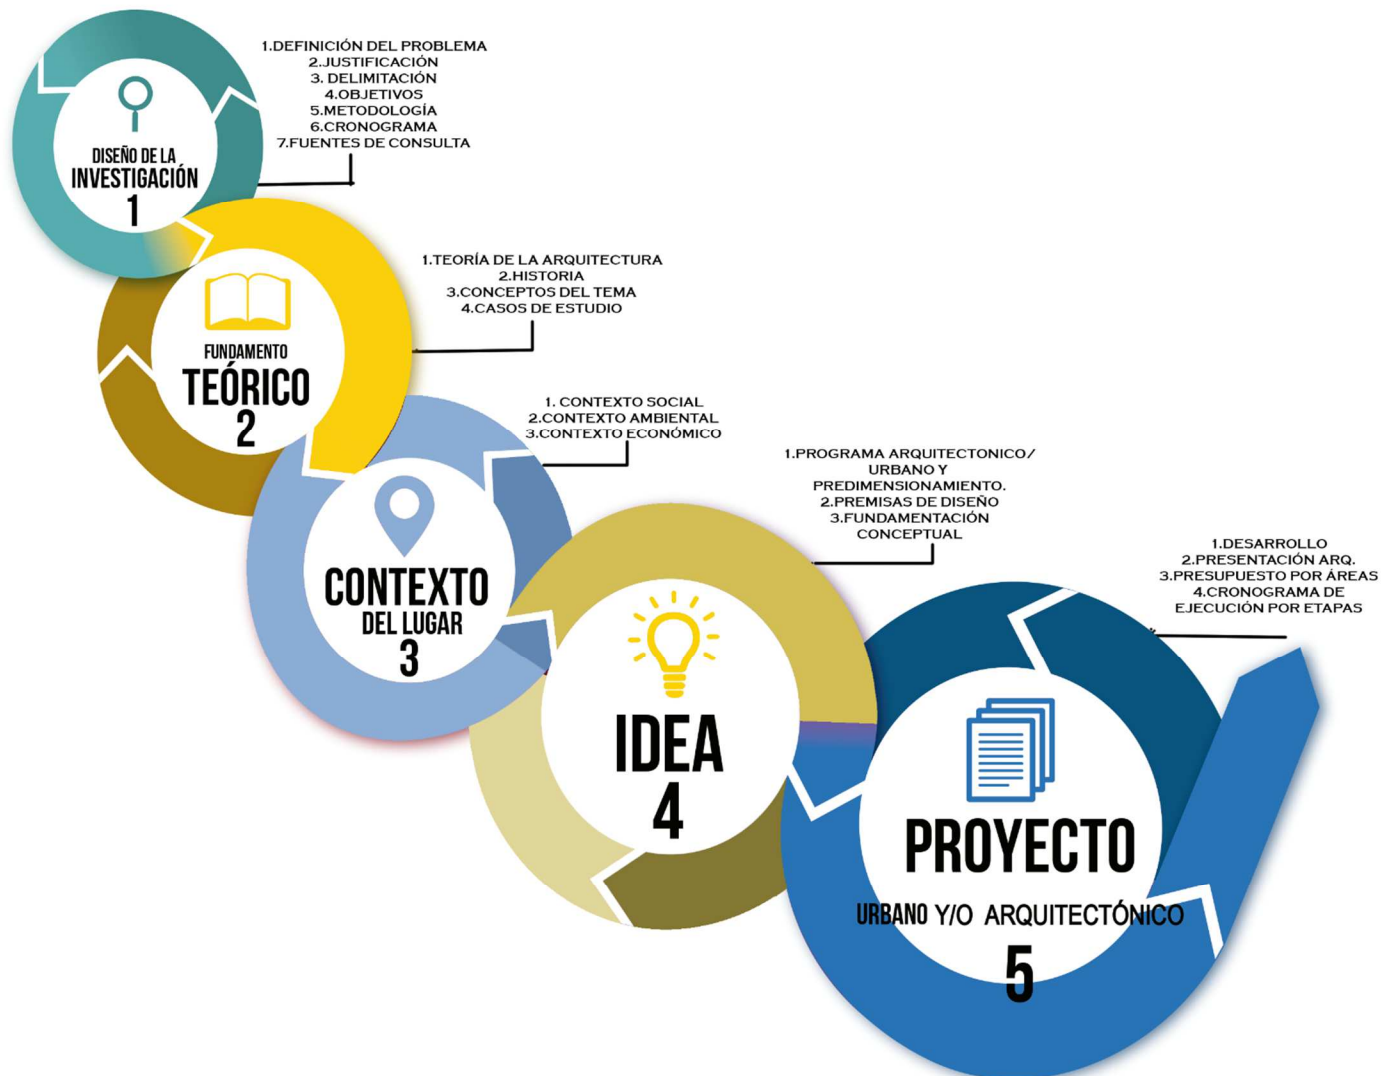 1.DEFINICIÓN DEL PROBLEMA
2.JUSTIFICACIÓN
3. DELIMITACIÓN
4.OBJETIVOS
5.METODOLOGÍA
6.CRONOGRAMA
7.FUENTES DE CONSULTA
DISEÑO DE LA
INVESTIGACIÓN
1
1.TEORÍA DE LA ARQUITECTURA
2.HISTORIA
3.CONCEPTOS DEL TEMA
4.CASOS DE ESTUDIO
FUNDAMENTO
TEÓRICO
2
1. CONTEXTO SOCIAL
2.CONTEXTO AMBIENTAL
3.CONTEXTO ECONÓMICO
CONTEXTO
DEL LUGAR
3
1.PROGRAMA ARQUITECTONICO/
URBANO Y
PREDIMENSIONAMIENTO.
2.PREMISAS DE DISEÑO
3.FUNDAMENTACIÓN
CONCEPTUAL
IDEA
4
1.DESARROLLO
2.PRESENTACIÓN ARQ.
3.PRESUPUESTO POR ÁREAS
4.CRONOGRAMA DE
EJECUCIÓN POR ETAPAS
PROYECTO
URBANO Y/O ARQUITECTÓNICO
5